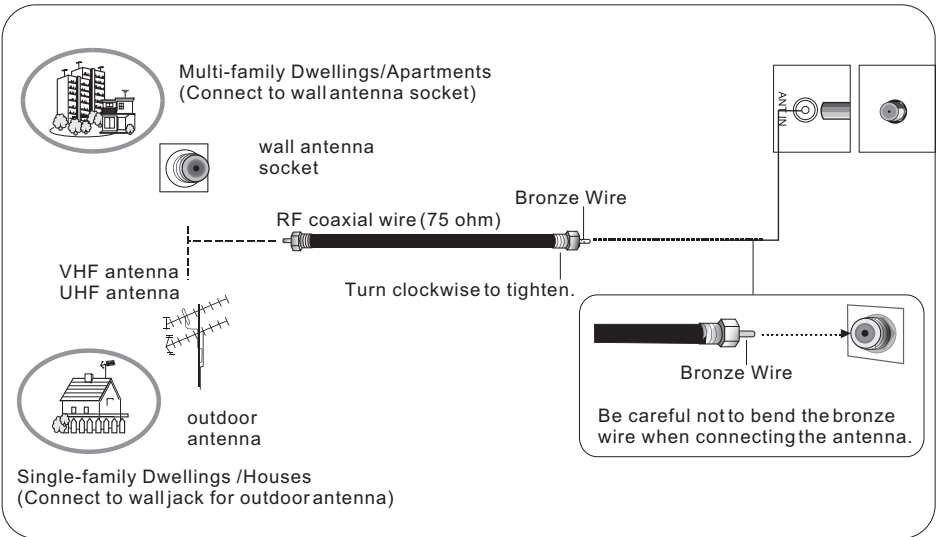 Multi-family Dwellings/Apartments
(Connect to wall antenna socket)
ANT IN
wall antenna
socket
Bronze Wire
RF coaxial wire (75 ohm)
VHF antenna
UHF antenna
Turn clockwise to tighten.
Bronze Wire
outdoor
antenna
Be careful not to bend the bronze
wire when connecting the antenna.
Single-family Dwellings /Houses
(Connect to wall jack for outdoor antenna)